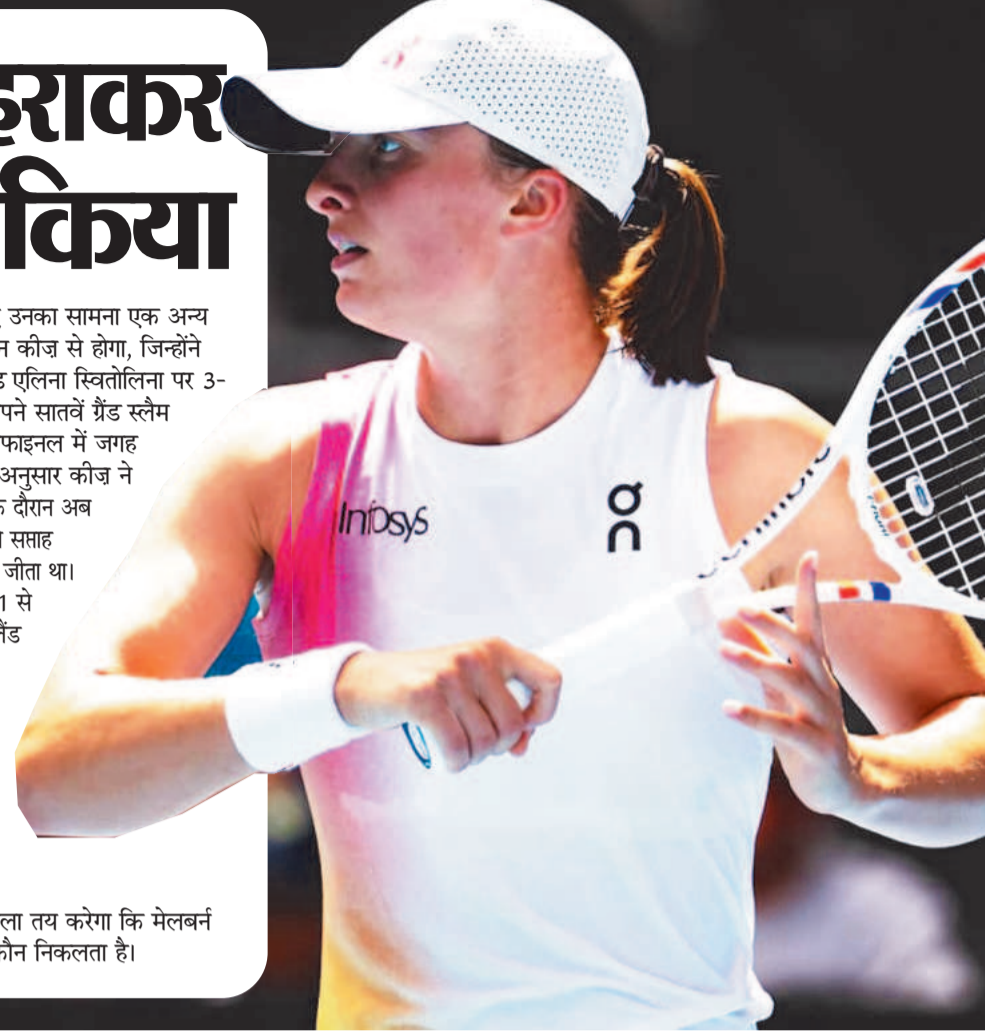 हराकर
किया
उनका सामना एक अन्य
कीज़ से होगा, जिन्होंने
एलिना स्वितोलिना पर 3-
सातवें ग्रैंड स्लैम
फाइनल में जगह
अनुसार कीज़ ने
दौरान अब
सप्ताह
जीता था।
1 से
ला तय करेगा कि मेलबर्न
कौन निकलता है।
Infosys
on